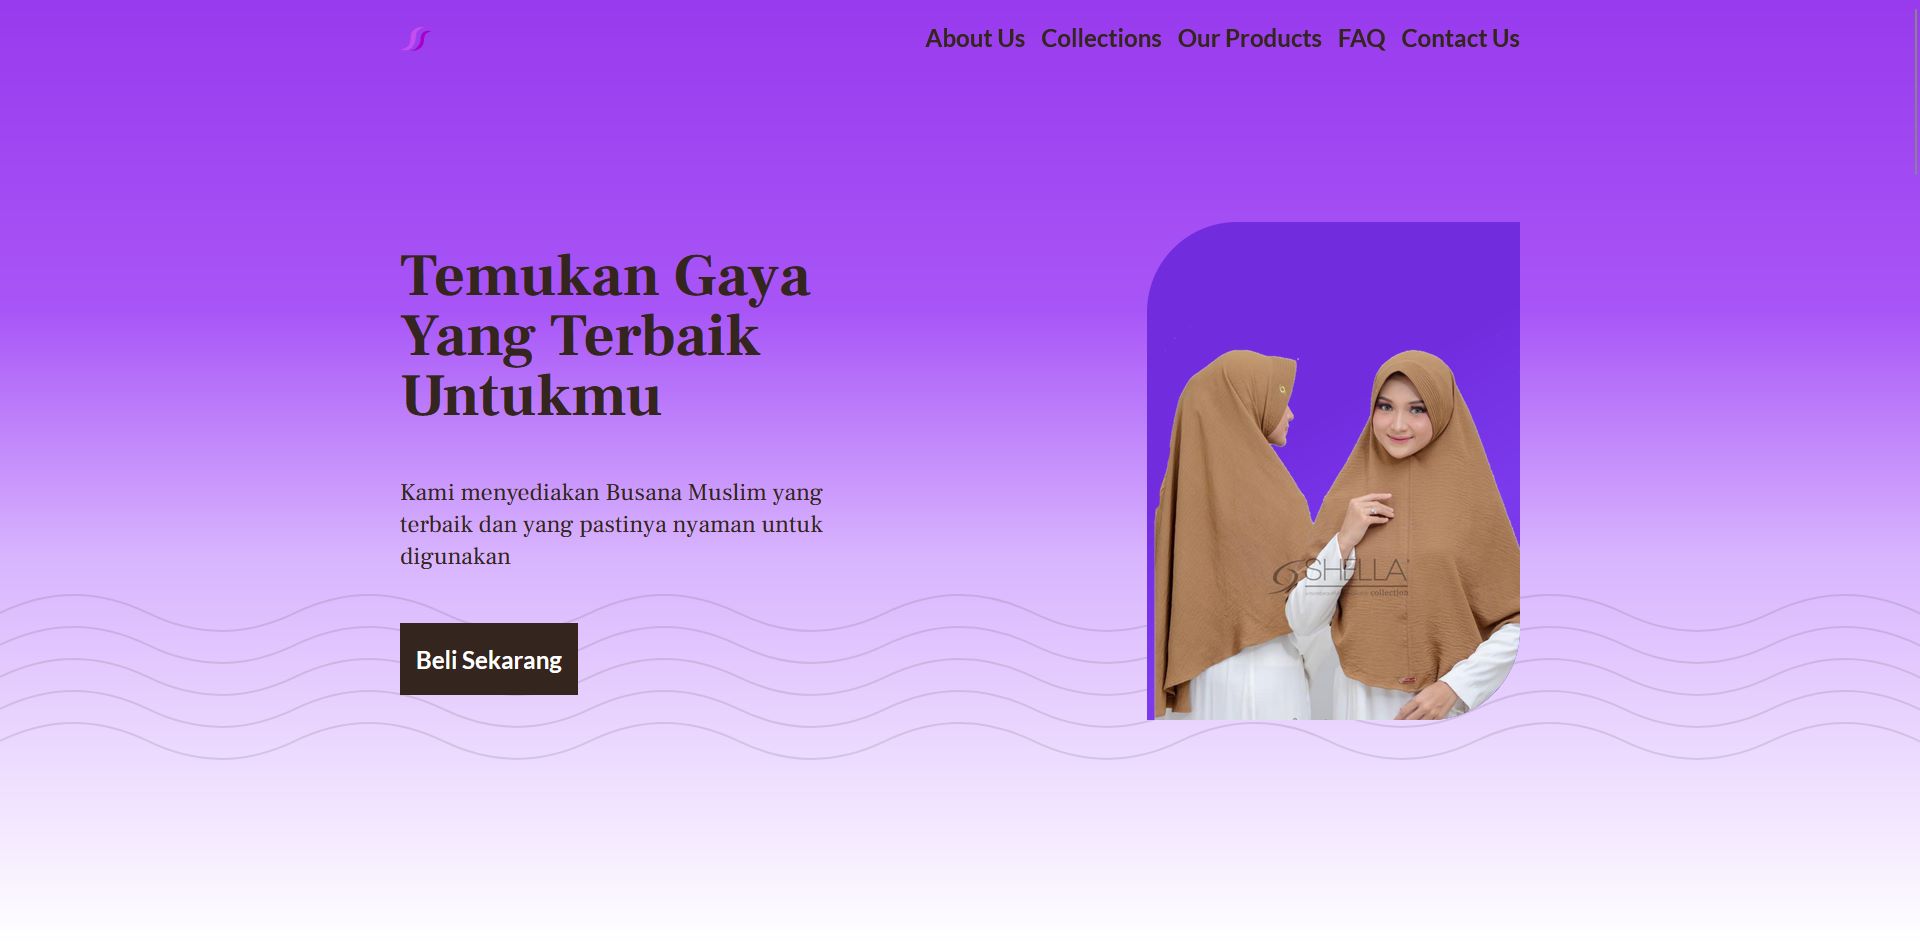 About Us Collections Our Products FAQ Contact Us
Temukan Gaya
Yang Terbaik
Untukmu
Kami menyediakan Busana Muslim yang
terbaik dan yang pastinya nyaman untuk
digunakan
SHELLA
collection
Beli Sekarang